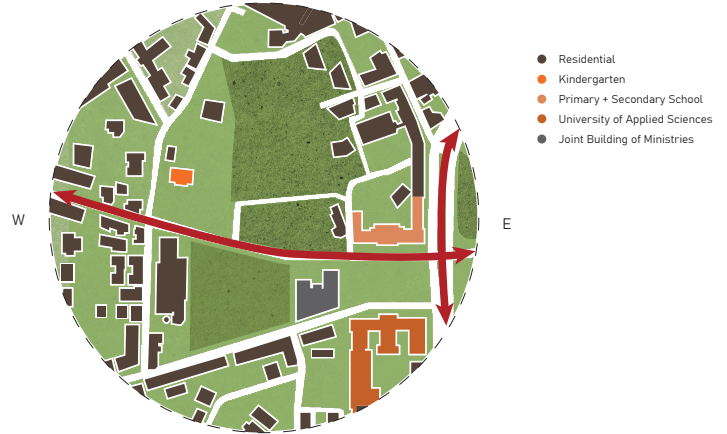 Residential
Kindergarten
Primary + Secondary School
University of Applied Sciences
Joint Building of Ministries
W
E